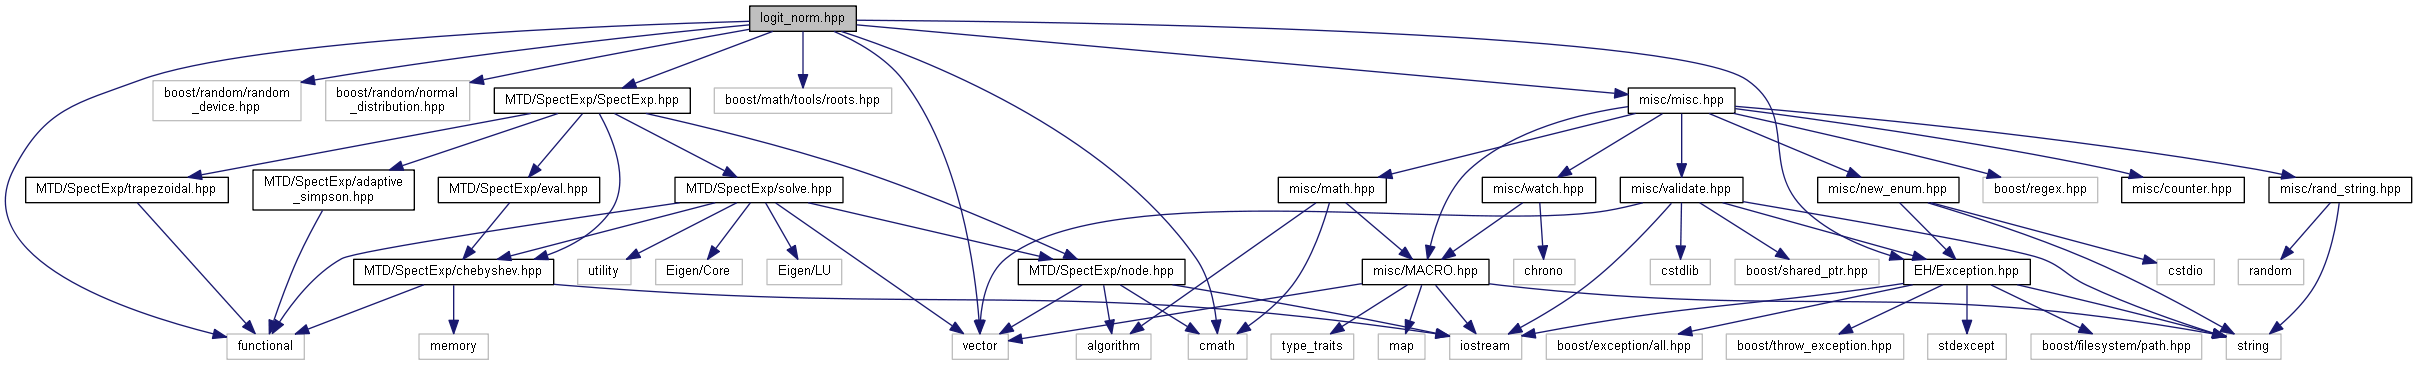 logit_norm.hpp
boost/random/random
_device.hpp
boost/random/normal
_distribution.hpp
MTD/SpectExp/SpectExp.hpp
boost/math/tools/roots.hpp
misc/misc.hpp
MTD/SpectExp/trapezoidal.hpp
MTD/SpectExp/adaptive
_simpson.hpp
MTD/SpectExp/eval.hpp
MTD/SpectExp/solve.hpp
misc/math.hpp
misc/watch.hpp
misc/validate.hpp
misc/new_enum.hpp
boost/regex.hpp
misc/counter.hpp
misc/rand_string.hpp
MTD/SpectExp/chebyshev.hpp
utility
Eigen/Core
Eigen/LU
MTD/SpectExp/node.hpp
misc/MACRO.hpp
chrono
cstdlib
boost/shared_ptr.hpp
EH/Exception.hpp
cstdio
random
functional
memory
vector
algorithm
cmath
type_traits
map
iostream
boost/exception/all.hpp
boost/throw_exception.hpp
stdexcept
boost/filesystem/path.hpp
string